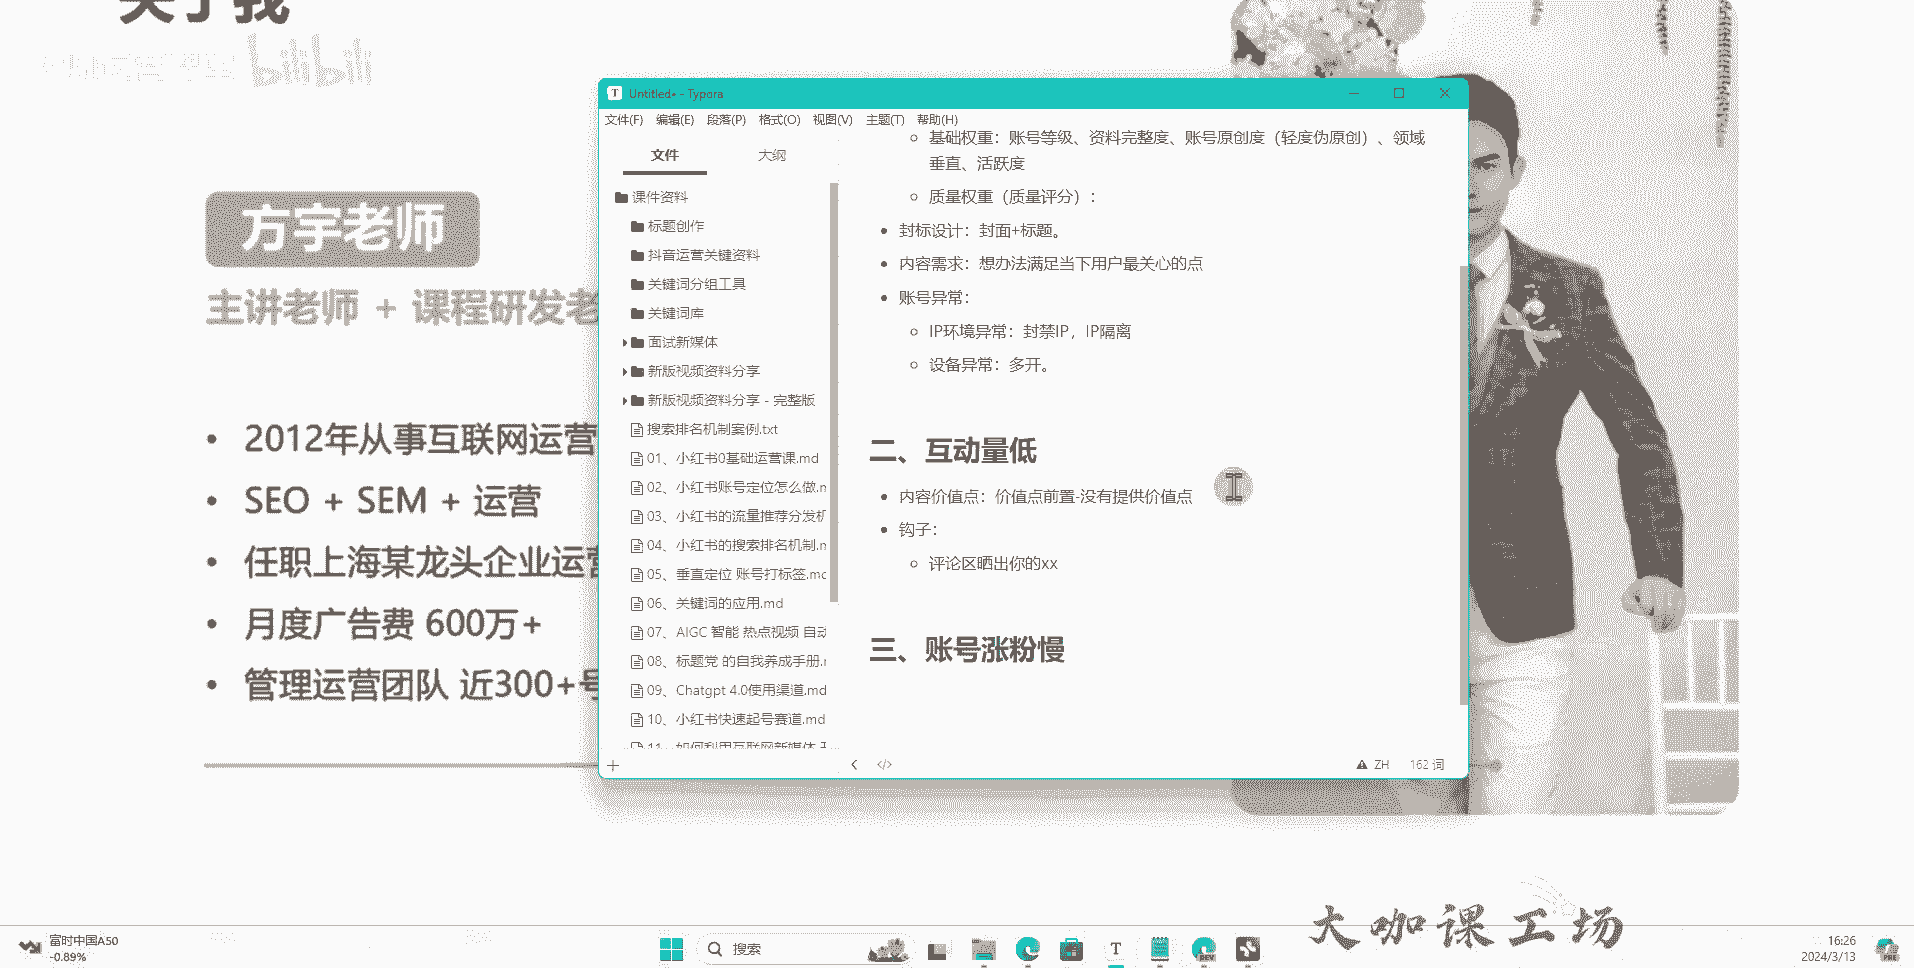 关于我
bilibili
方宇老师
主讲老师 + 课程研发老
• 2012年从事互联网运营
• SEO + SEM + 运营
• 任职上海某龙头企业运营
• 月度广告费 600万+
• 管理运营团队 近300+号
Untitled• - Typora
文件(F) 编辑(E) 段落(P) 格式(O) 视图(V) 主题(T) 帮助(H)
文件 大纲
课件资料
标题创作
抖音运营关键资料
关键词分组工具
关键词库
面试新媒体
新版视频资料分享
新版视频资料分享 - 完整版
搜索排名机制案例.txt
01、小红书0基础运营课.md
02、小红书账号定位怎么做.m
03、小红书的流量推荐分发机
04、小红书的搜索排名机制.m
05、垂直定位 账号打标签.md
06、关键词的应用.md
07、AIGC 智能 热点视频 自动
08、标题党 的自我养成手册.m
09、Chatgpt 4.0使用渠道.md
10、小红书快速起号赛道.md
11、如何利用互联网新媒体
基础权重：账号等级、资料完整度、账号原创度（轻度伪原创）、领域
垂直、活跃度
质量权重（质量评分）：
• 封标设计：封面+标题。
• 内容需求：想办法满足当下用户最关心的点
• 账号异常：
IP环境异常：封禁IP，IP隔离
设备异常：多开。
二、互动量低
• 内容价值点：价值点前置-没有提供价值点
• 钩子：
评论区晒出你的xx
三、账号涨粉慢
ZH 162 词
大咖课工场
富时中国A50
-0.89%
搜索
16:26
2024/3/13